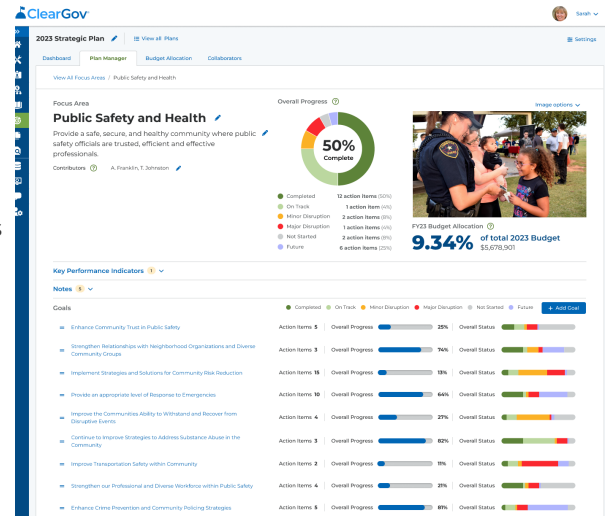 ClearGov
Sarah
2023 Strategic Plan
View all Plans
Settings
Dashboard
Plan Manager
Budget Allocation
Collaborators
View All Focus Areas / Public Safety and Health
Focus Area
Public Safety and Health
Provide a safe, secure, and healthy community where public
safety officials are trusted, efficient and effective
professionals.
Contributors ? A. Franklin, T. Johnston
Overall Progress ?
50%
Complete
Completed 12 action items (50%)
On Track 1 action item (4%)
Minor Disruption 2 action items (8%)
Major Disruption 1 action items (4%)
Not Started 2 action items (8%)
Future 6 action items (25%)
Image options
FY23 Budget Allocation ?
9.34% of total 2023 Budget
$5,678,901
Key Performance Indicators 1
Notes 5
Goals
Completed On Track Minor Disruption Major Disruption Not Started Future
+ Add Goal
Enhance Community Trust in Public Safety Action Items 5 Overall Progress 25% Overall Status
Strengthen Relationships with Neighborhood Organizations and Diverse
Community Groups Action Items 3 Overall Progress 74% Overall Status
Implement Strategies and Solutions for Community Risk Reduction Action Items 15 Overall Progress 13% Overall Status
Provide an appropriate level of Response to Emergencies Action Items 10 Overall Progress 64% Overall Status
Improve the Communities Ability to Withstand and Recover from
Disruptive Events Action Items 4 Overall Progress 27% Overall Status
Continue to Improve Strategies to Address Substance Abuse in the
Community Action Items 3 Overall Progress 82% Overall Status
Improve Transportation Safety within Community Action Items 2 Overall Progress 11% Overall Status
Strengthen our Professional and Diverse Workforce within Public Safety Action Items 4 Overall Progress 21% Overall Status
Enhance Crime Prevention and Community Policing Strategies Action Items 5 Overall Progress 81% Overall Status